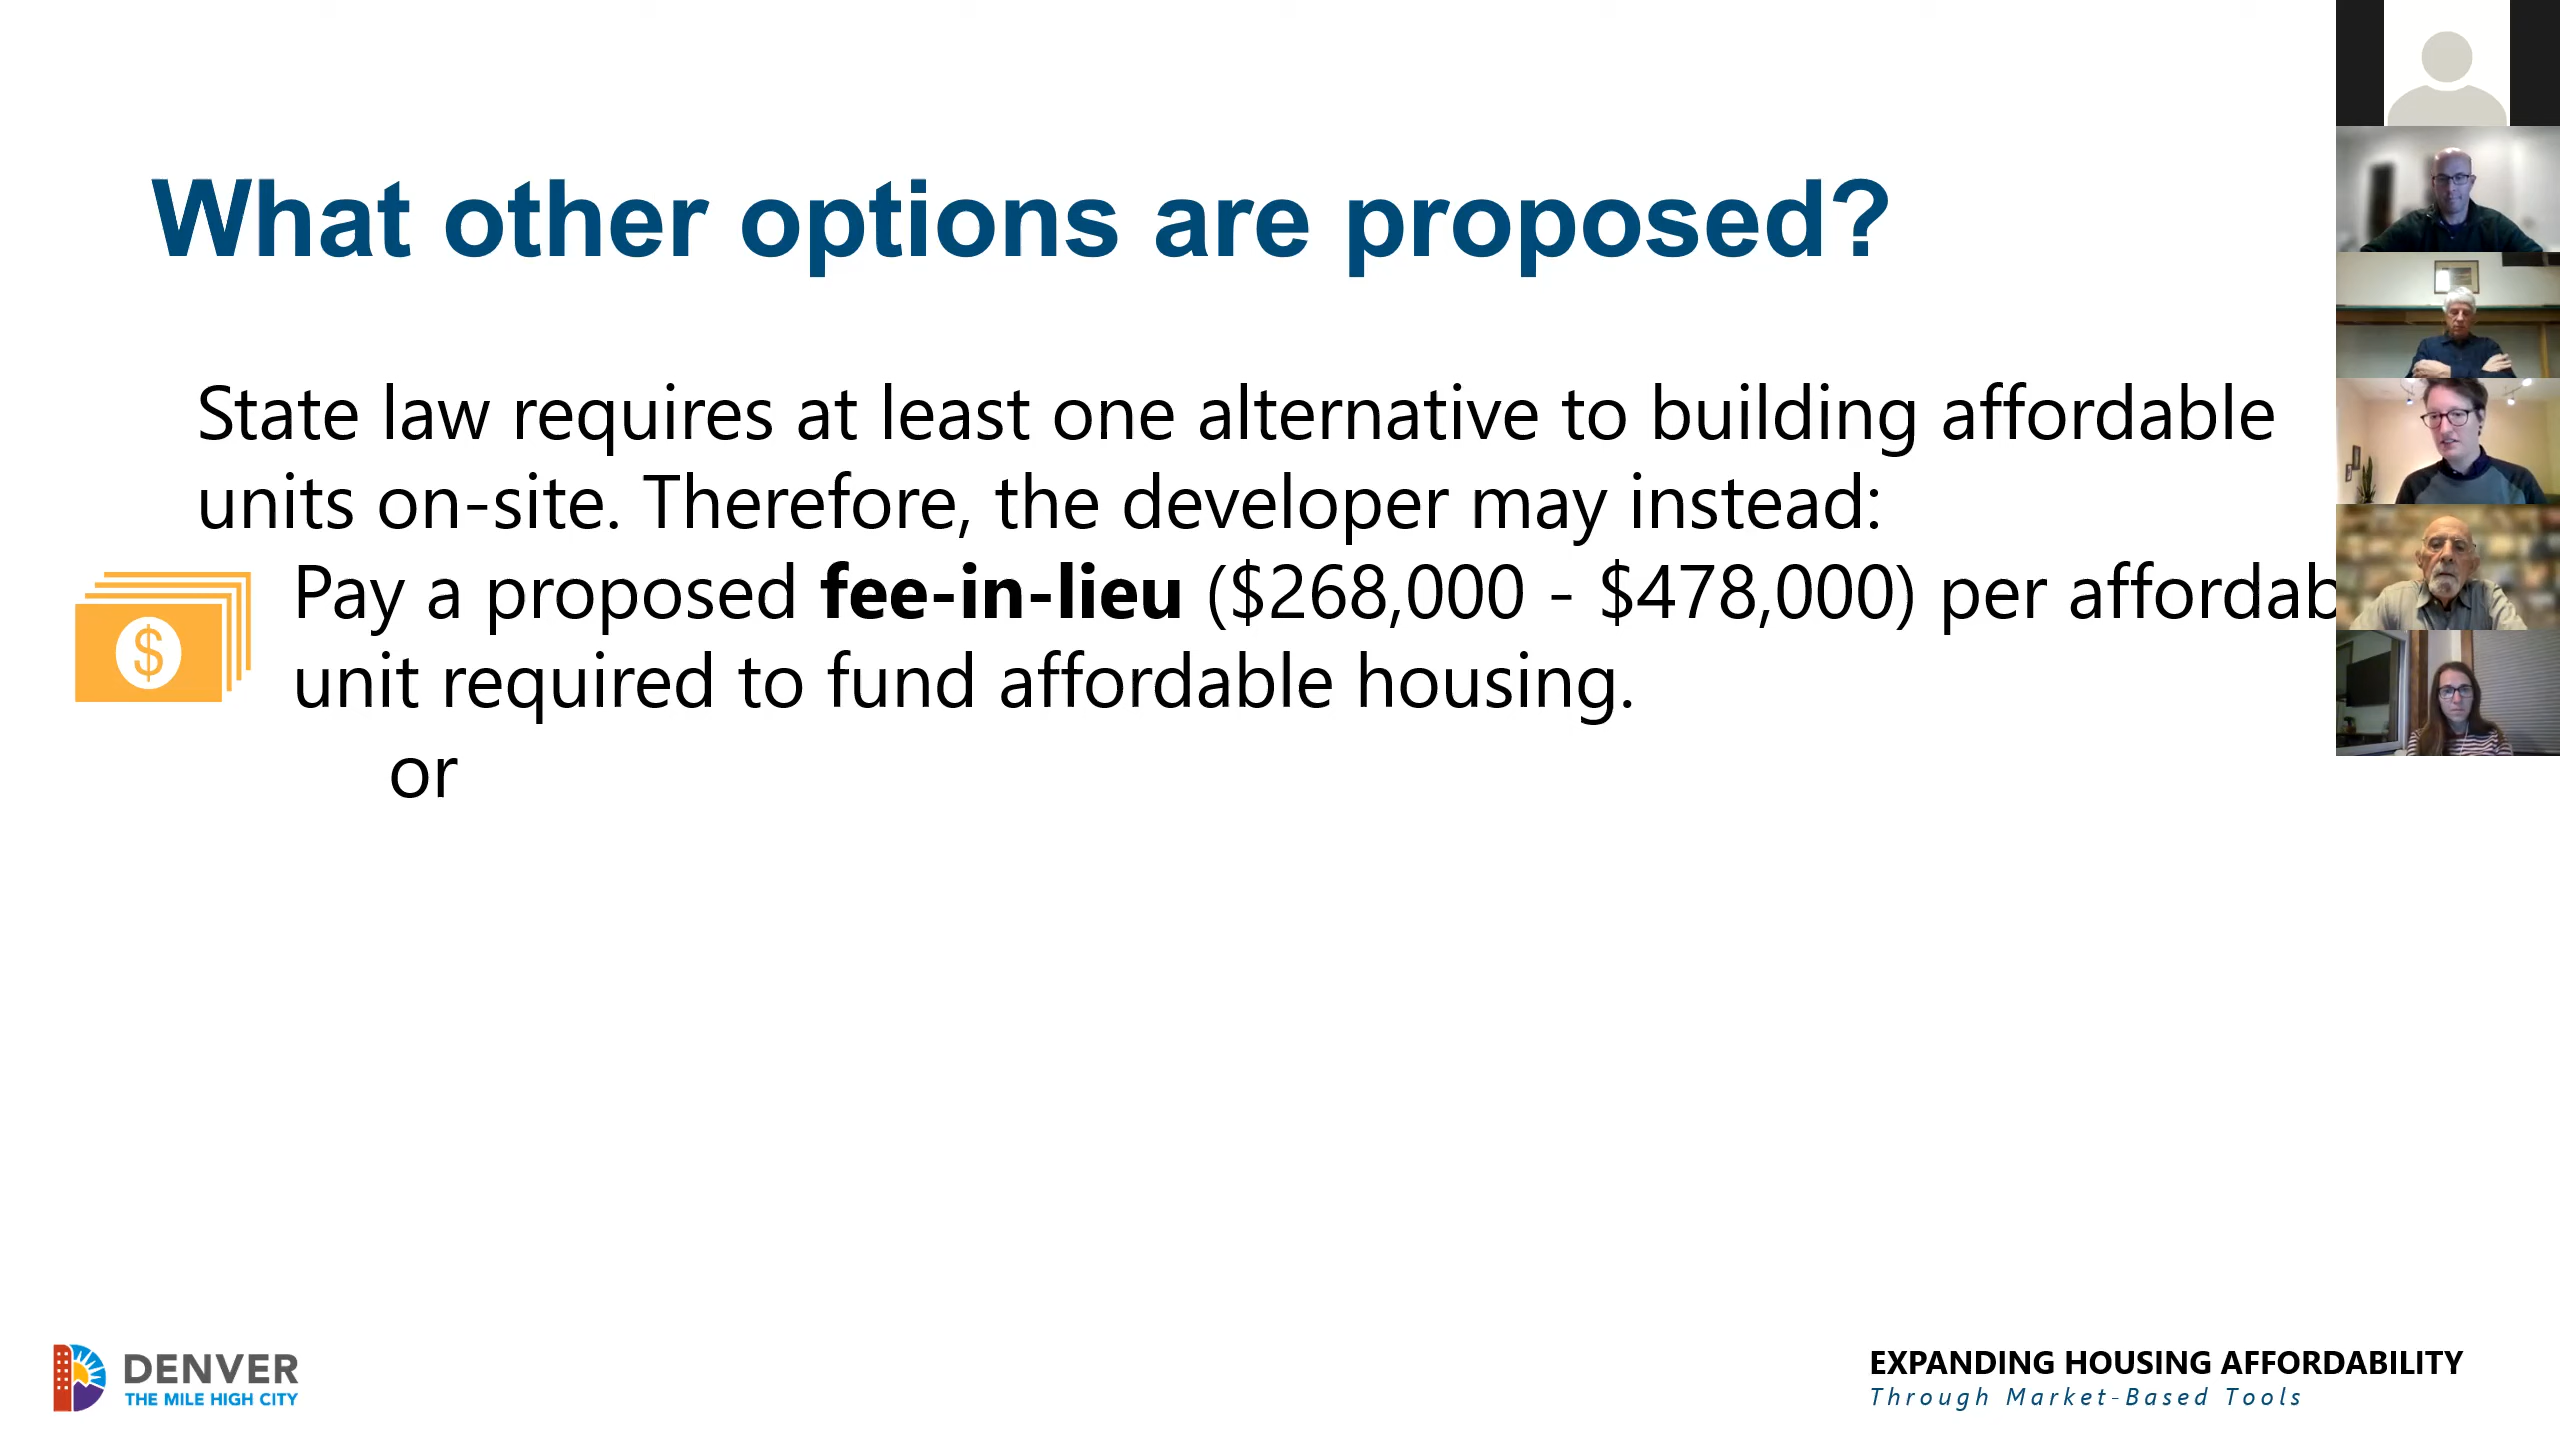 What other options are proposed?
State law requires at least one alternative to building affordable
units on-site. Therefore, the developer may instead:
Pay a proposed fee-in-lieu ($268,000 - $478,000) per affordab
unit required to fund affordable housing.
or
$
DENVER
THE MILE HIGH CITY
EXPANDING HOUSING AFFORDABILITY
Through Market-Based Tools